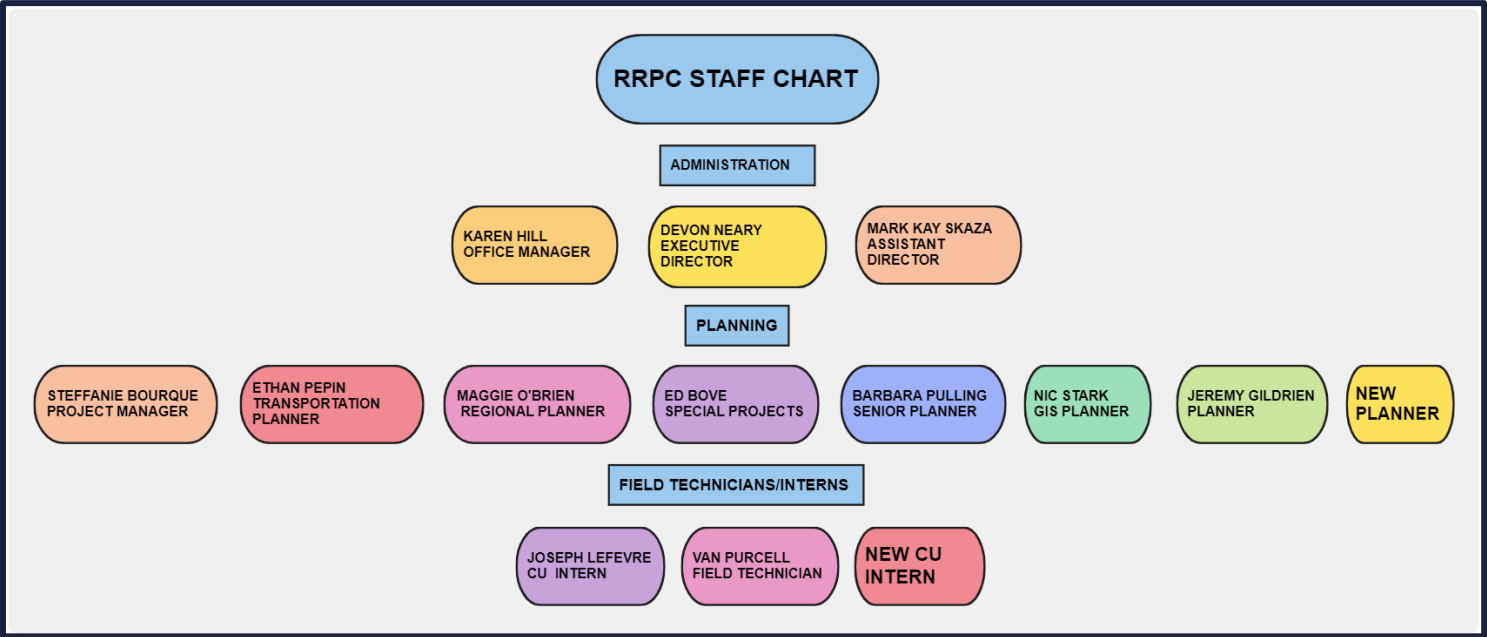 RRPC STAFF CHART
ADMINISTRATION
KAREN HILL
OFFICE MANAGER
DEVON NEARY
EXECUTIVE
DIRECTOR
MARK KAY SKAZA
ASSISTANT
DIRECTOR
PLANNING
STEFFANIE BOURQUE
PROJECT MANAGER
ETHAN PEPIN
TRANSPORTATION
PLANNER
MAGGIE O'BRIEN
REGIONAL PLANNER
ED BOVE
SPECIAL PROJECTS
BARBARA PULLING
SENIOR PLANNER
NIC STARK
GIS PLANNER
JEREMY GILDRIEN
PLANNER
NEW
PLANNER
FIELD TECHNICIANS/INTERNS
JOSEPH LEFEVRE
CU INTERN
VAN PURCELL
FIELD TECHNICIAN
NEW CU
INTERN